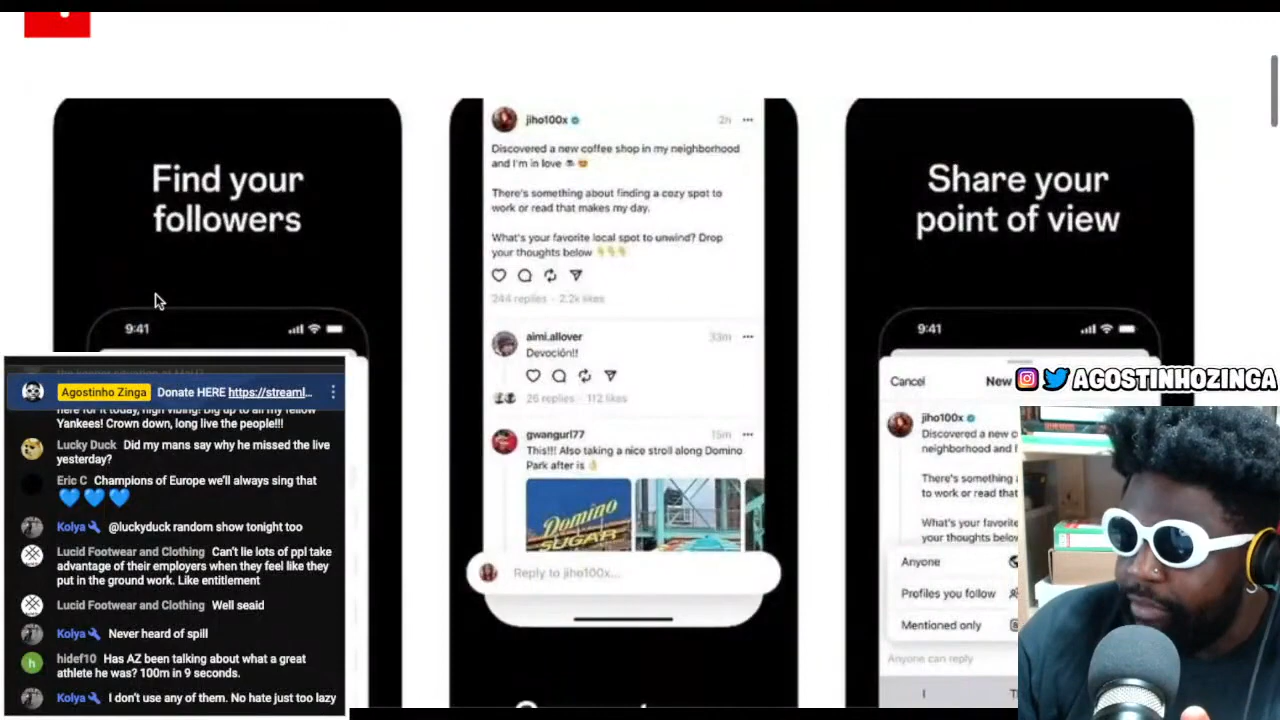 Find your
followers
9:41
jiho100x
2h
Discovered a new coffee shop in my neighborhood
and I'm in love
There's something about finding a cozy spot to
work or read that makes my day.
What's your favorite local spot to unwind? Drop
your thoughts below
244 replies · 2.2k likes
aimi.allover
33m
Devoción!!
26 replies · 112 likes
gwangurl77
15m
This!!! Also taking a nice stroll along Domino
Park after is
Domino
SUGAR
Reply to jiho100x...
Share your
point of view
9:41
Cancel
New
jiho100x
Discovered a new c
neighborhood and I
There's something
to work or read that
What's your favorite
your thoughts below
Anyone
Profiles you follow
Mentioned only
Anyone can reply
I
AGOSTINHOZINGA
Agostinho Zinga Donate HERE https://streaml...
here for it today, high vibing! Big up to all my fellow
Yankees! Crown down, long live the people!!!
Lucky Duck Did my mans say why he missed the live
yesterday?
Eric C Champions of Europe we'll always sing that
💙💙💙
Kolya @luckyduck random show tonight too
Lucid Footwear and Clothing Can't lie lots of ppl take
advantage of their employers when they feel like they
put in the ground work. Like entitlement
Lucid Footwear and Clothing Well seaid
Kolya Never heard of spill
h
hidef10 Has AZ been talking about what a great
athlete he was? 100m in 9 seconds.
Kolya I don't use any of them. No hate just too lazy